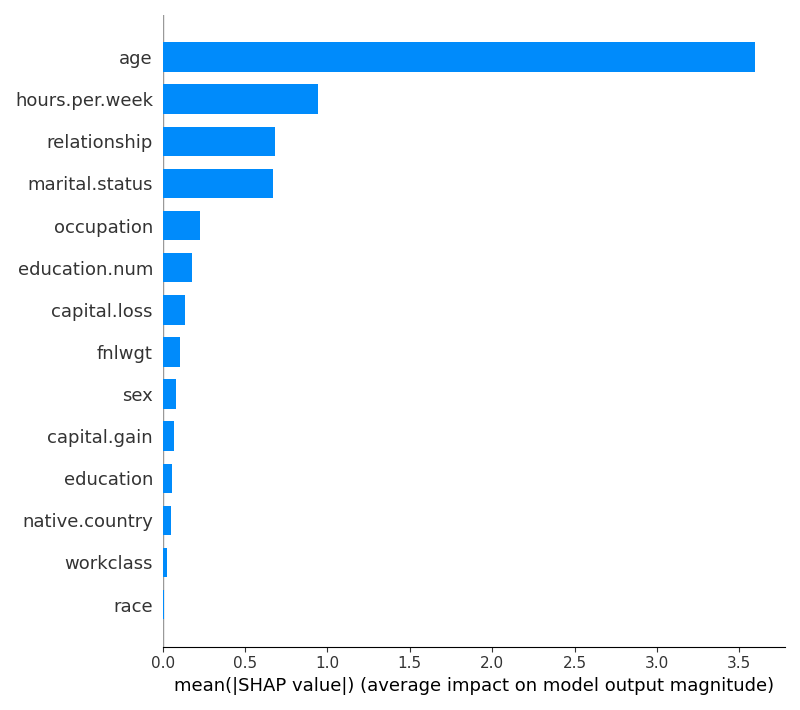 age
hours.per.week
relationship
marital.status
occupation
education.num
capital.loss
fnlwgt
sex
capital.gain
education
native.country
workclass
race
0.0 0.5 1.0 1.5 2.0 2.5 3.0 3.5
mean(|SHAP value|) (average impact on model output magnitude)